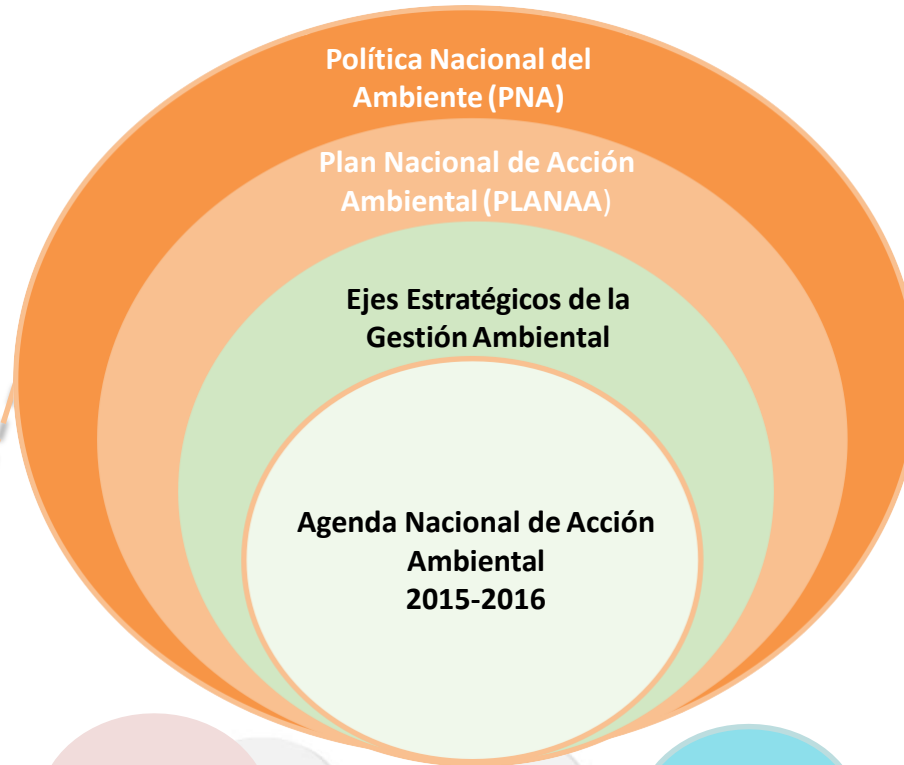 Política Nacional del
Ambiente (PNA)
Plan Nacional de Acción
Ambiental (PLANAA)
Ejes Estratégicos de la
Gestión Ambiental
Agenda Nacional de Acción
Ambiental
2015-2016